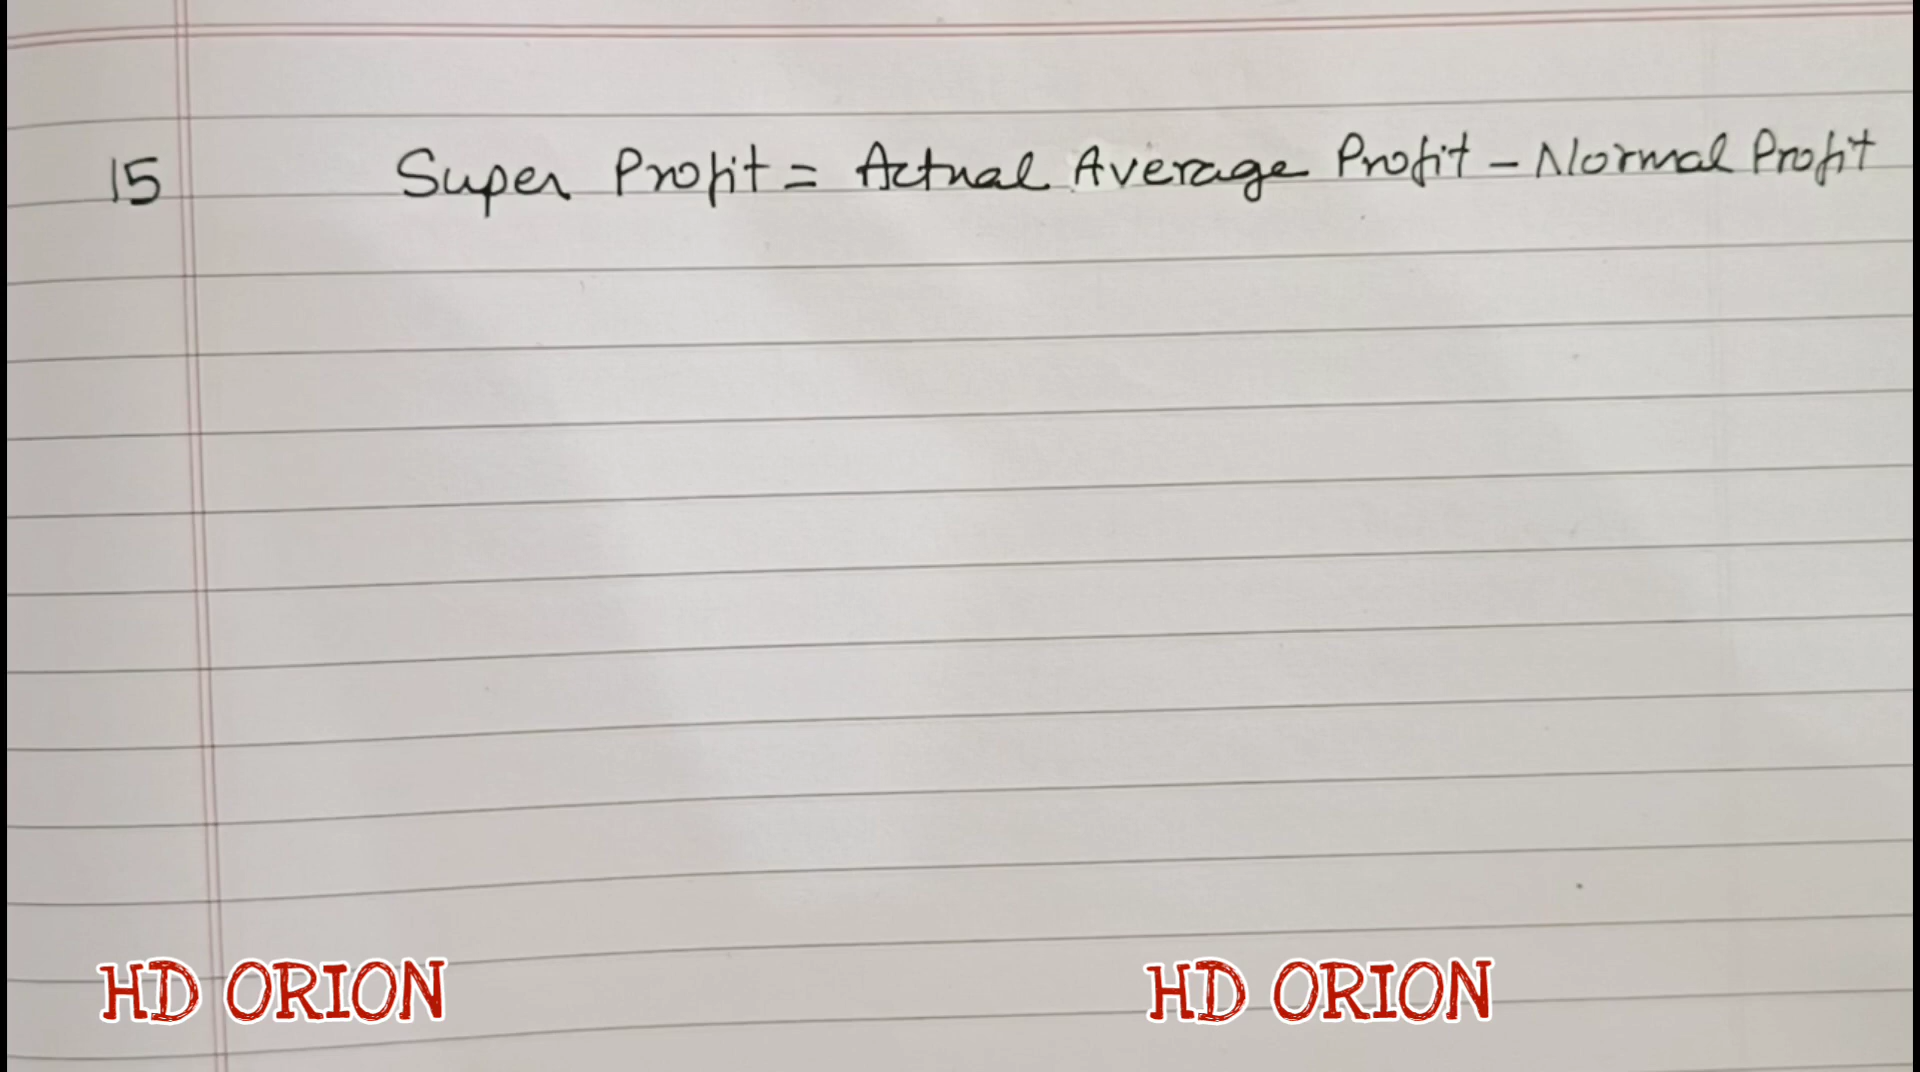 15 Super Profit = Actual Average Profit - Normal Profit
HD ORION HD ORION